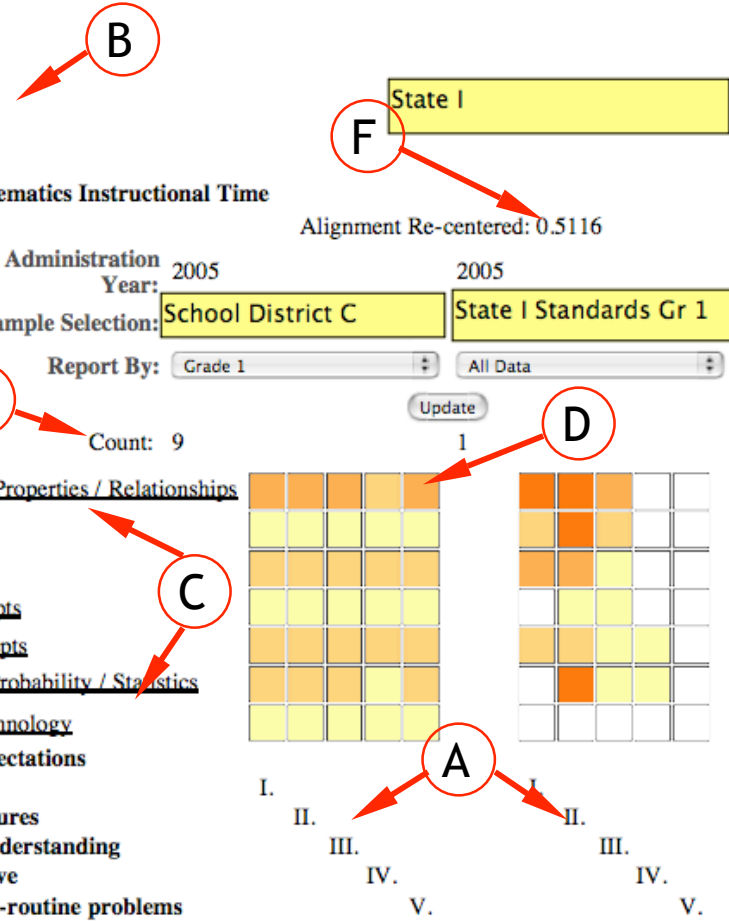 B
State I
F
ematics Instructional Time
Alignment Re-centered: 0.5116
Administration
Year:
2005 2005
ample Selection: School District C State I Standards Gr 1
Report By: Grade 1 All Data
Update
D
Count: 9 1
Properties / Relationships
C
pts
pts
Probability / Statistics
hnology
ectations
A
I. I.
ures II. II.
derstanding III. III.
ve IV. IV.
-routine problems V. V.